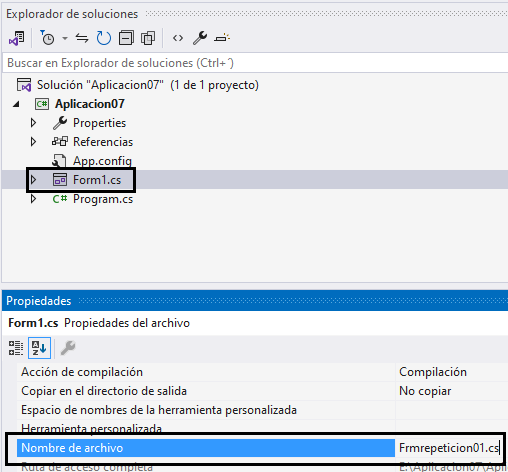 Explorador de soluciones
Buscar en Explorador de soluciones (Ctrl+´)
Solución "Aplicacion07" (1 de 1 proyecto)
C# Aplicacion07
Properties
Referencias
App.config
Form1.cs
C# Program.cs
Propiedades
Form1.cs Propiedades del archivo
Acción de compilación Compilación
Copiar en el directorio de salida No copiar
Espacio de nombres de la herramienta personalizada
Herramienta personalizada
Nombre de archivo Frmrepeticion01.cs
Ruta de acceso completa E:\Aplicacion07\Apl